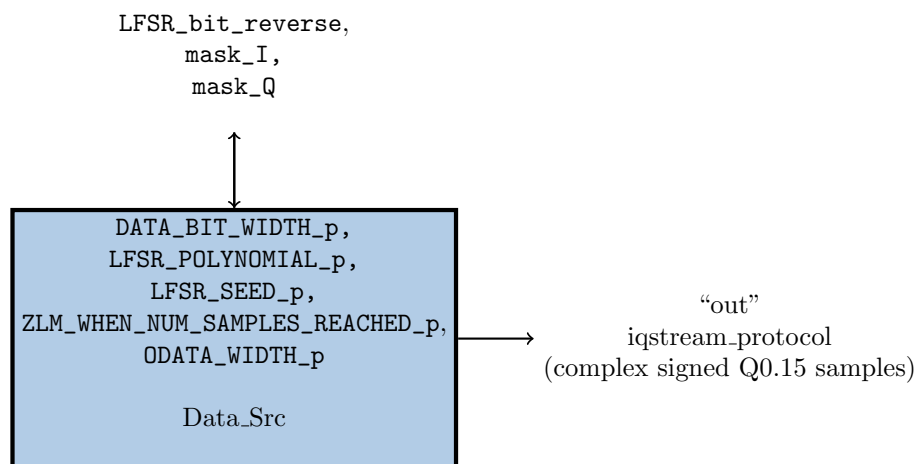 LFSR_bit_reverse,
mask_I,
mask_Q
DATA_BIT_WIDTH_p,
LFSR_POLYNOMIAL_p,
LFSR_SEED_p,
ZLM_WHEN_NUM_SAMPLES_REACHED_p,
ODATA_WIDTH_p
Data_Src
“out”
iqstream_protocol
(complex signed Q0.15 samples)